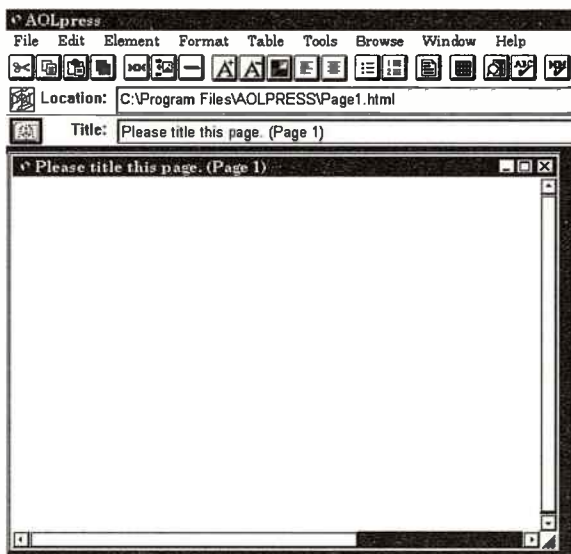 AOLpress
File Edit Element Format Table Tools Browse Window Help
Location: C:\Program Files\AOLPRESS\Page1.html
Title: Please title this page. (Page 1)
Please title this page. (Page 1)